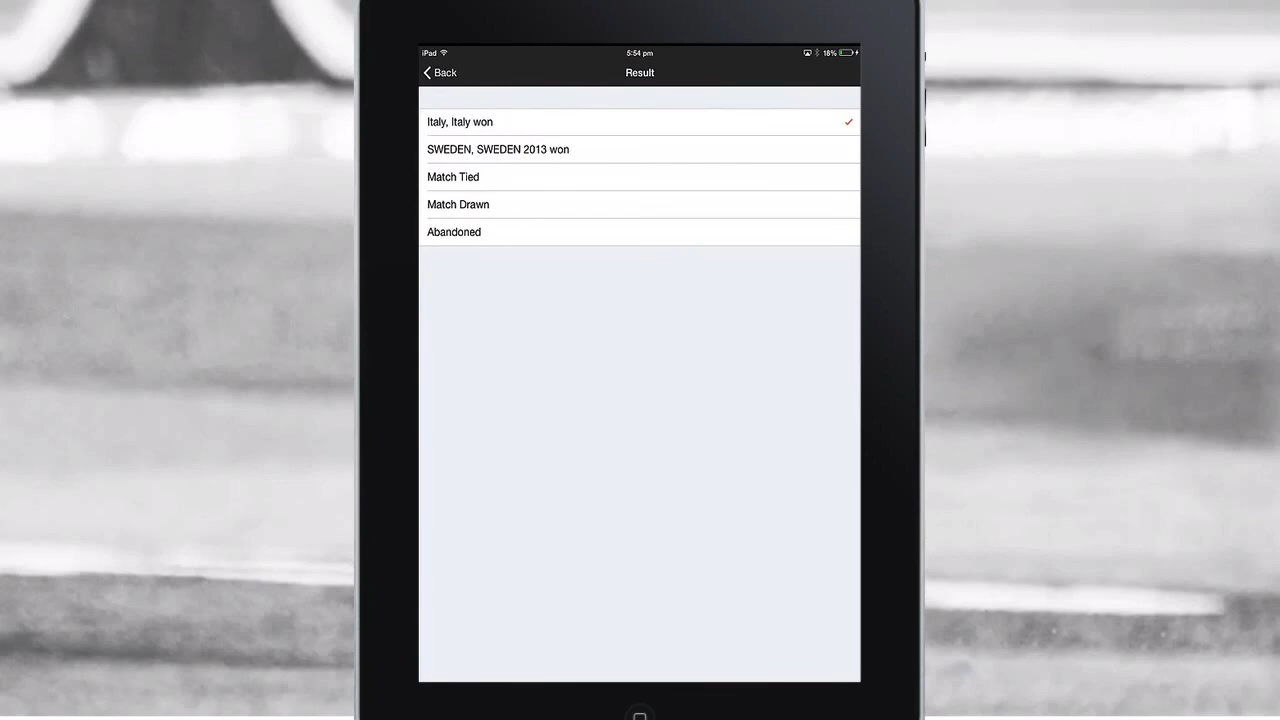 iPad 5:54 pm 18%
Back Result
Italy, Italy won
SWEDEN, SWEDEN 2013 won
Match Tied
Match Drawn
Abandoned